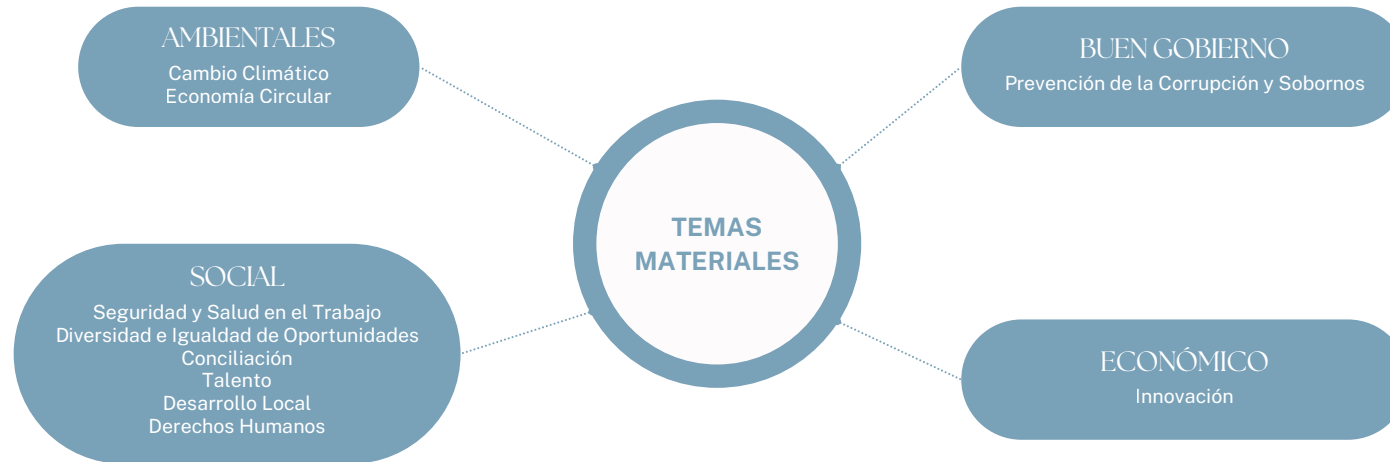 AMBIENTALES
Cambio Climático
Economía Circular
BUEN GOBIERNO
Prevención de la Corrupción y Sobornos
TEMAS
MATERIALES
SOCIAL
Seguridad y Salud en el Trabajo
Diversidad e Igualdad de Oportunidades
Conciliación
Talento
Desarrollo Local
Derechos Humanos
ECONÓMICO
Innovación